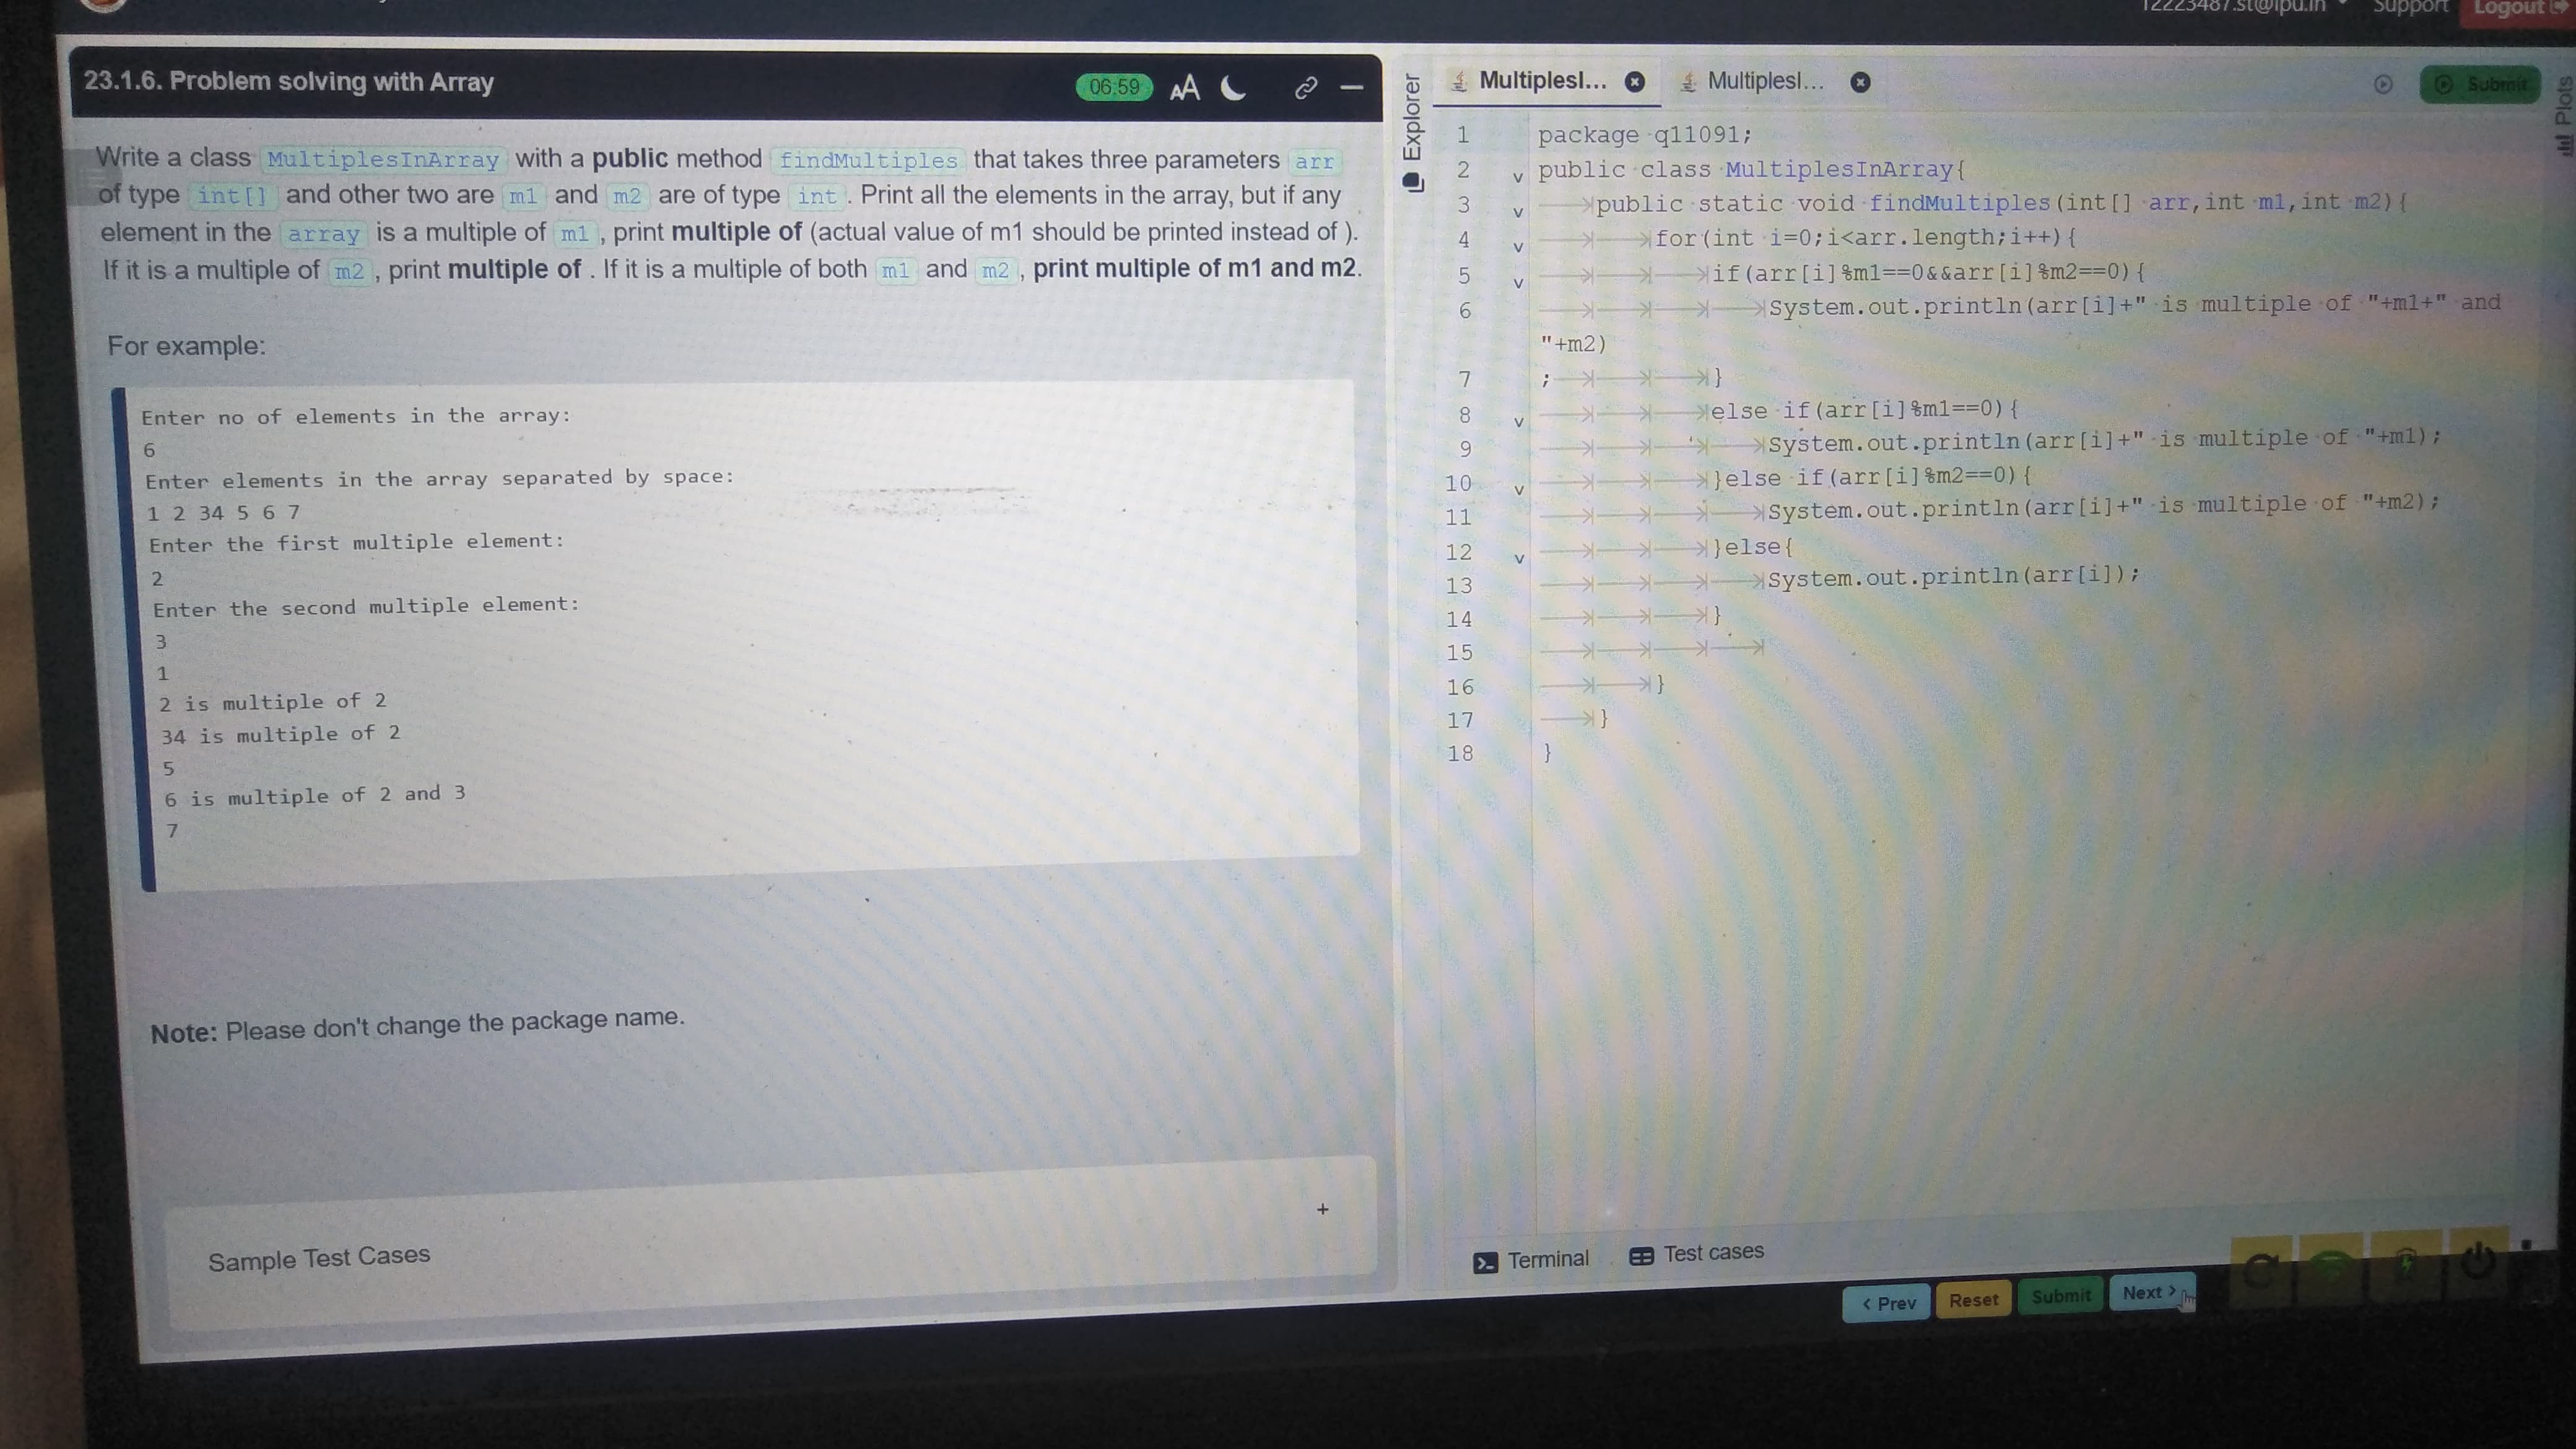 12223487.st@lpu.in Support Logout
23.1.6. Problem solving with Array
06:59 AA
Write a class MultiplesInArray with a public method findMultiples that takes three parameters arr
of type int[] and other two are m1 and m2 are of type int . Print all the elements in the array, but if any
element in the array is a multiple of m1 , print multiple of (actual value of m1 should be printed instead of ).
If it is a multiple of m2 , print multiple of . If it is a multiple of both m1 and m2 , print multiple of m1 and m2.
For example:
Enter no of elements in the array:
6
Enter elements in the array separated by space:
1 2 34 5 6 7
Enter the first multiple element:
2
Enter the second multiple element:
3
1
2 is multiple of 2
34 is multiple of 2
5
6 is multiple of 2 and 3
7
Note: Please don't change the package name.
Sample Test Cases +
Explorer
MultiplesI... MultiplesI... Submit
Plots
1 package q11091;
2 public class MultiplesInArray{
3 public static void findMultiples(int[] arr,int m1,int m2){
4 for(int i=0;i<arr.length;i++){
5 if(arr[i]%m1==0&&arr[i]%m2==0){
6 System.out.println(arr[i]+" is multiple of "+m1+" and
"+m2)
7 ; }
8 else if(arr[i]%m1==0){
9 System.out.println(arr[i]+" is multiple of "+m1);
10 }else if(arr[i]%m2==0){
11 System.out.println(arr[i]+" is multiple of "+m2);
12 }else{
13 System.out.println(arr[i]);
14 }
15
16 }
17 }
18 }
Terminal Test cases
< Prev Reset Submit Next >